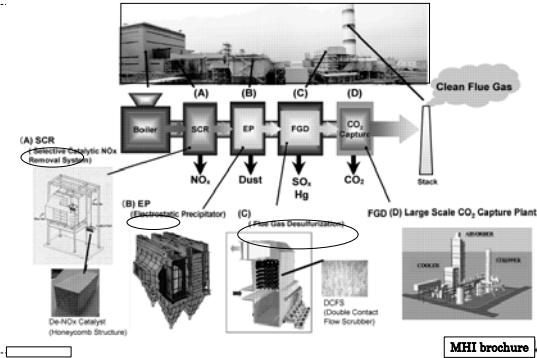 (A)
(B)
(C)
(D)
Clean Flue Gas
Boiler
SCR
EP
FGD
CO2
Capture
NOx
Dust
SOx
Hg
CO2
Stack
(A) SCR
( Selective Catalytic NOx
Removal System)
De-NOx Catalyst
(Honeycomb Structure)
(B) EP
(Electrostatic Precipitator)
(C)
( Flue Gas Desulfurization)
DCFS
(Double Contact
Flow Scrubber)
FGD (D) Large Scale CO2 Capture Plant
ABSORBER
STRIPPER
COOLER
MHI brochure